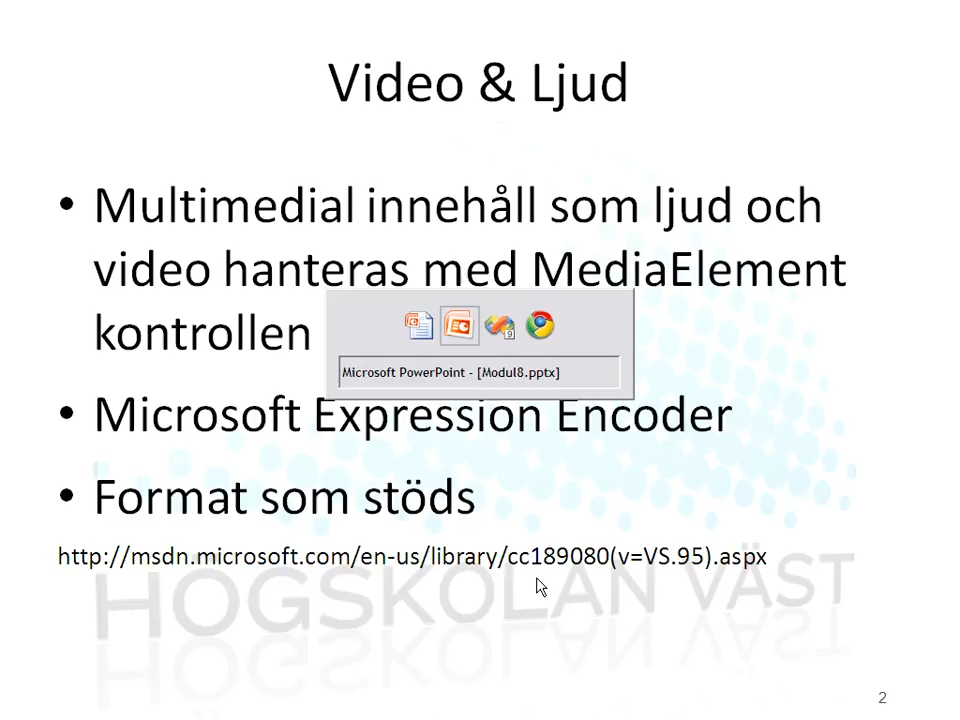 Video & Ljud
• Multimedial innehåll som ljud och
video hanteras med MediaElement
kontrollen
Microsoft PowerPoint - [Modul8.pptx]
• Microsoft Expression Encoder
• Format som stöds
http://msdn.microsoft.com/en-us/library/cc189080(v=VS.95).aspx
HÖGSKOLAN VÄST
2